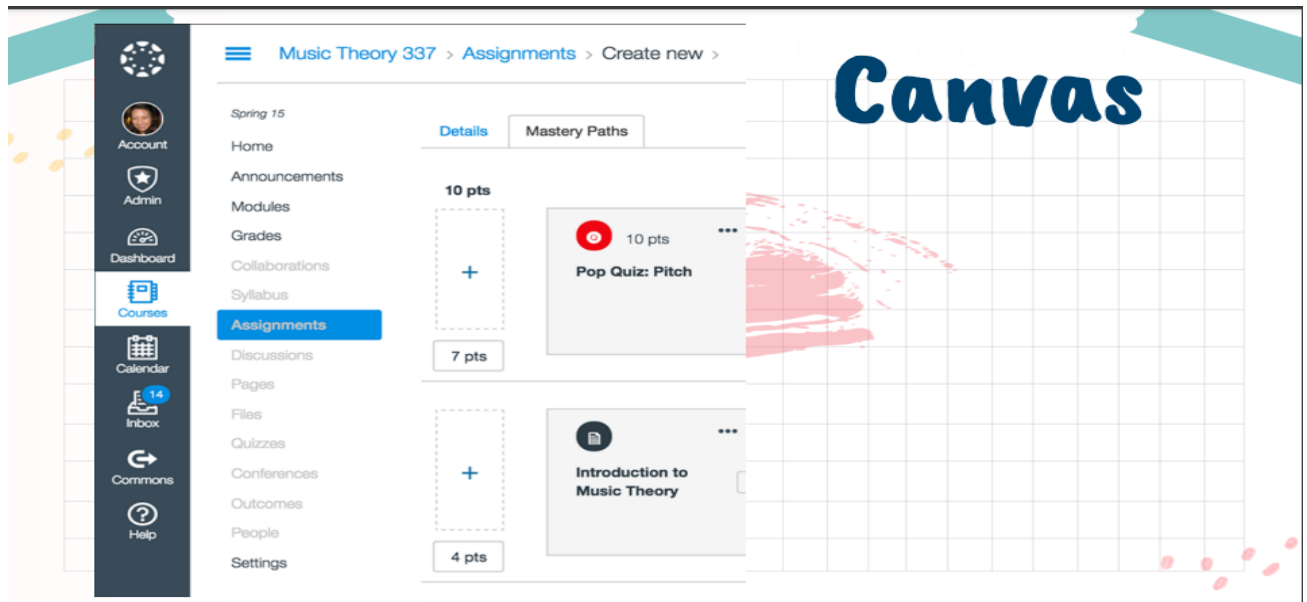 Music Theory 337 > Assignments > Create new >
Canvas
Account
Admin
Dashboard
Courses
Calendar
14
Inbox
Commons
Help
Spring 15
Home
Announcements
Modules
Grades
Collaborations
Syllabus
Assignments
Discussions
Pages
Files
Quizzes
Conferences
Outcomes
People
Settings
Details Mastery Paths
10 pts
10 pts
Pop Quiz: Pitch
7 pts
Introduction to
Music Theory
4 pts